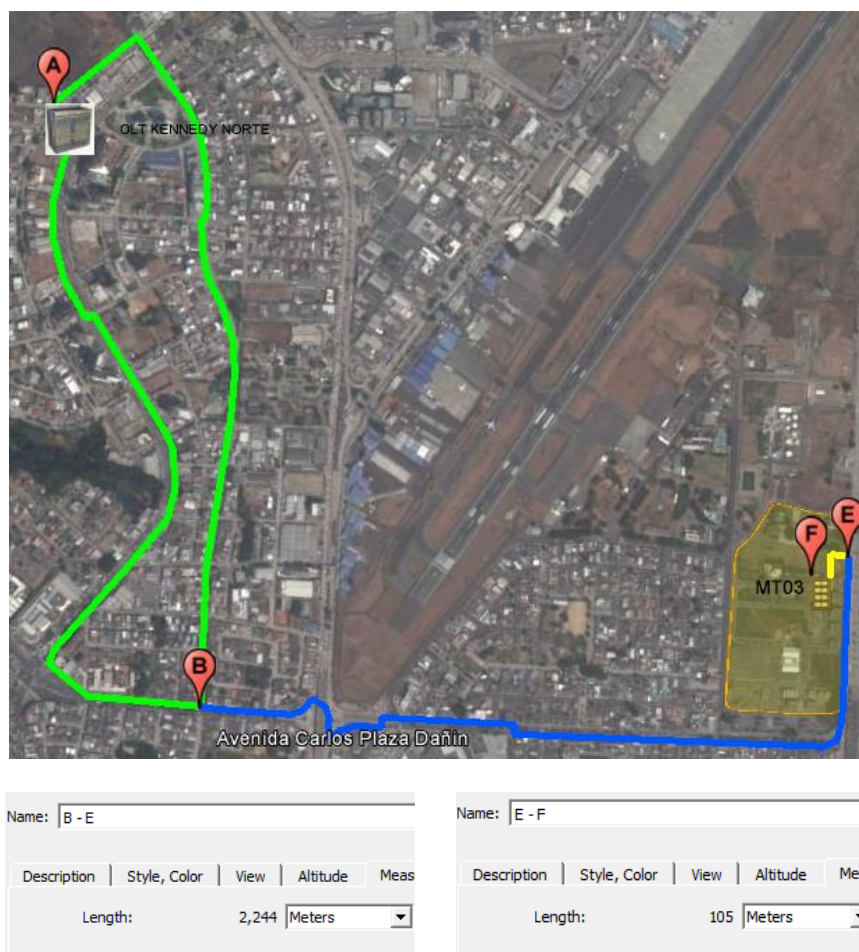 A
OLT KENNEDY NORTE
E
F
MT03
B
Avenida Carlos Plaza Dañin
Name: B - E
Description Style, Color View Altitude Meas
Length: 2,244 Meters
Name: E - F
Description Style, Color View Altitude Me
Length: 105 Meters